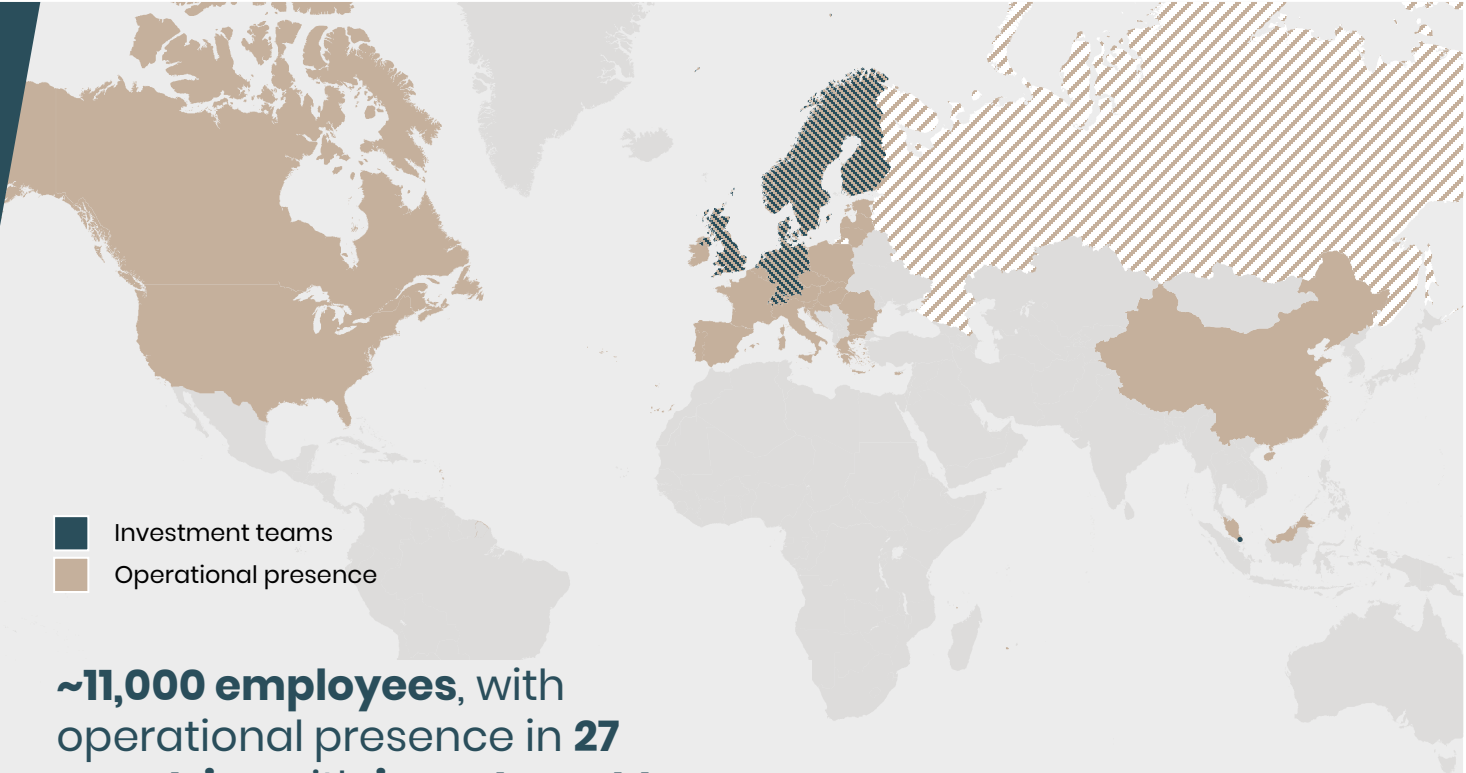 Investment teams
Operational presence
~11,000 employees, with
operational presence in 27